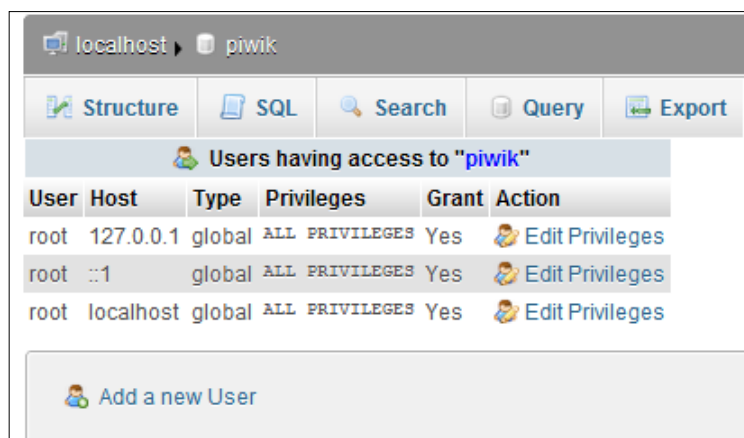 localhost ▸ piwik
Structure SQL Search Query Export
Users having access to "piwik"
User Host Type Privileges Grant Action
root 127.0.0.1 global ALL PRIVILEGES Yes Edit Privileges
root ::1 global ALL PRIVILEGES Yes Edit Privileges
root localhost global ALL PRIVILEGES Yes Edit Privileges
Add a new User